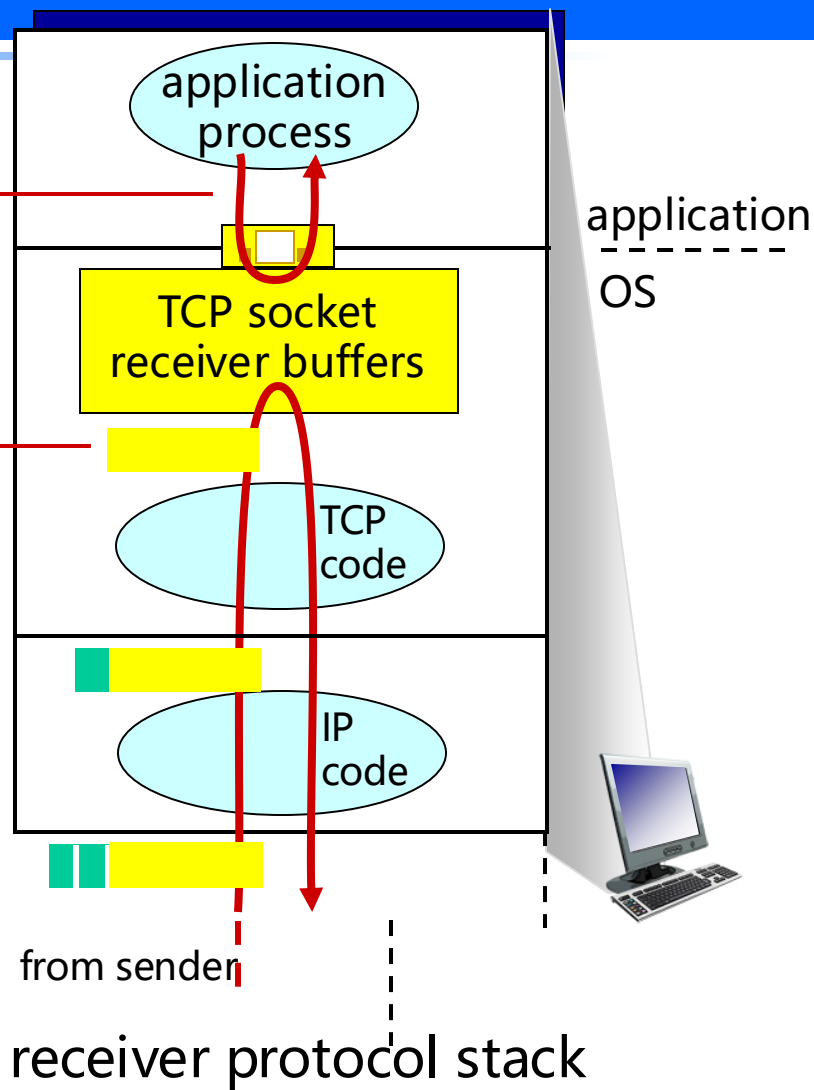 application
process
application
OS
TCP socket
receiver buffers
TCP
code
IP
code
from sender
receiver protocol stack